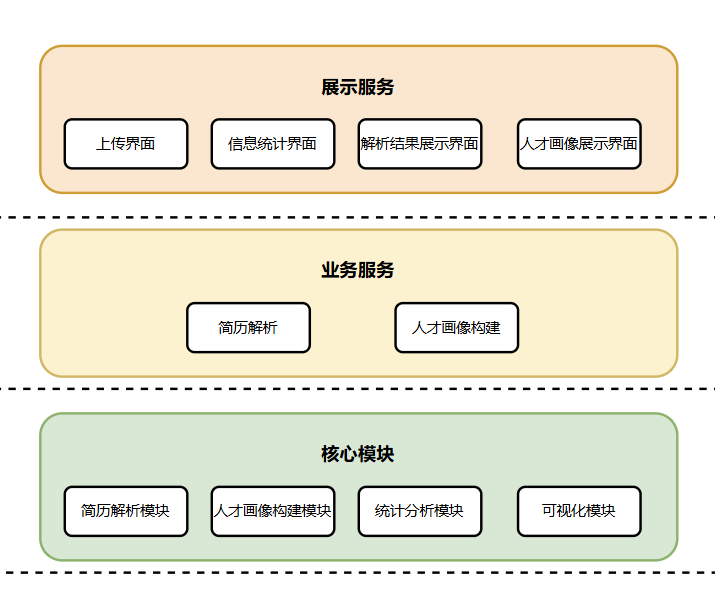 展示服务
上传界面
信息统计界面
解析结果展示界面
人才画像展示界面
业务服务
简历解析
人才画像构建
核心模块
简历解析模块
人才画像构建模块
统计分析模块
可视化模块